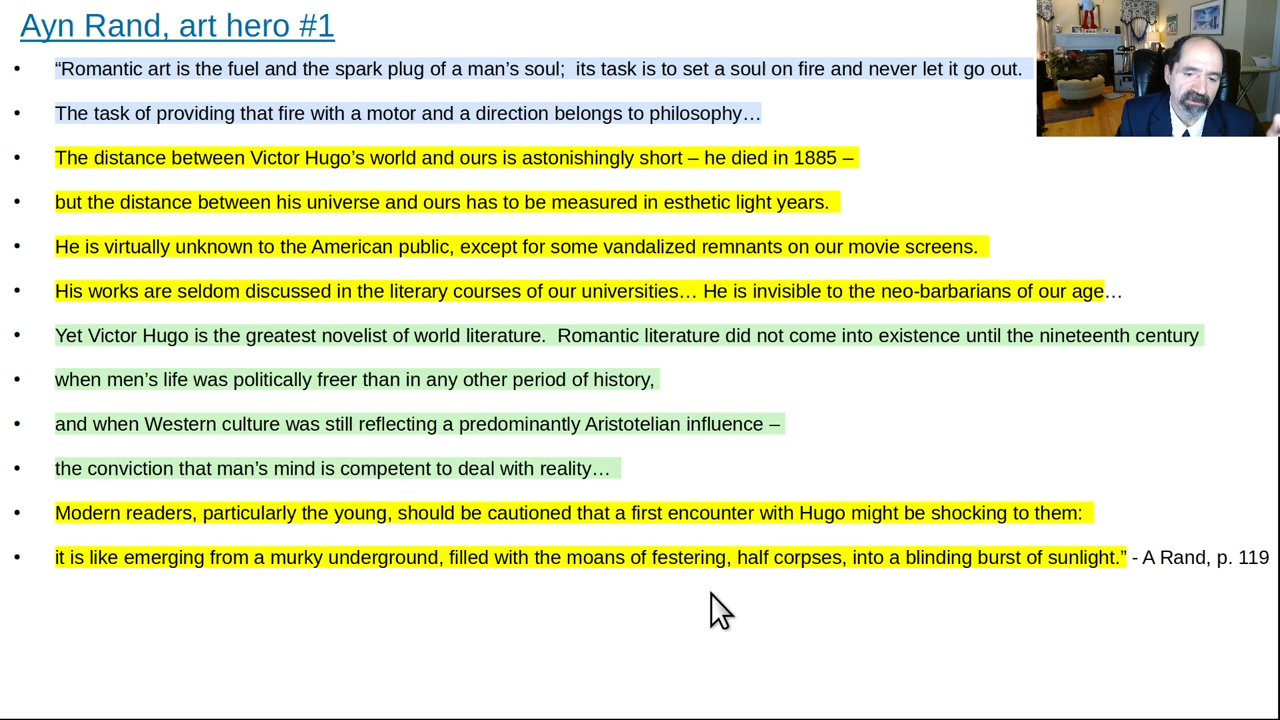 Ayn Rand, art hero #1
• “Romantic art is the fuel and the spark plug of a man’s soul;  its task is to set a soul on fire and never let it go out.
• The task of providing that fire with a motor and a direction belongs to philosophy…
• The distance between Victor Hugo’s world and ours is astonishingly short – he died in 1885 –
• but the distance between his universe and ours has to be measured in esthetic light years.
• He is virtually unknown to the American public, except for some vandalized remnants on our movie screens.
• His works are seldom discussed in the literary courses of our universities… He is invisible to the neo-barbarians of our age…
• Yet Victor Hugo is the greatest novelist of world literature.  Romantic literature did not come into existence until the nineteenth century
• when men’s life was politically freer than in any other period of history,
• and when Western culture was still reflecting a predominantly Aristotelian influence –
• the conviction that man’s mind is competent to deal with reality…
• Modern readers, particularly the young, should be cautioned that a first encounter with Hugo might be shocking to them:
• it is like emerging from a murky underground, filled with the moans of festering, half corpses, into a blinding burst of sunlight.” - A Rand, p. 119